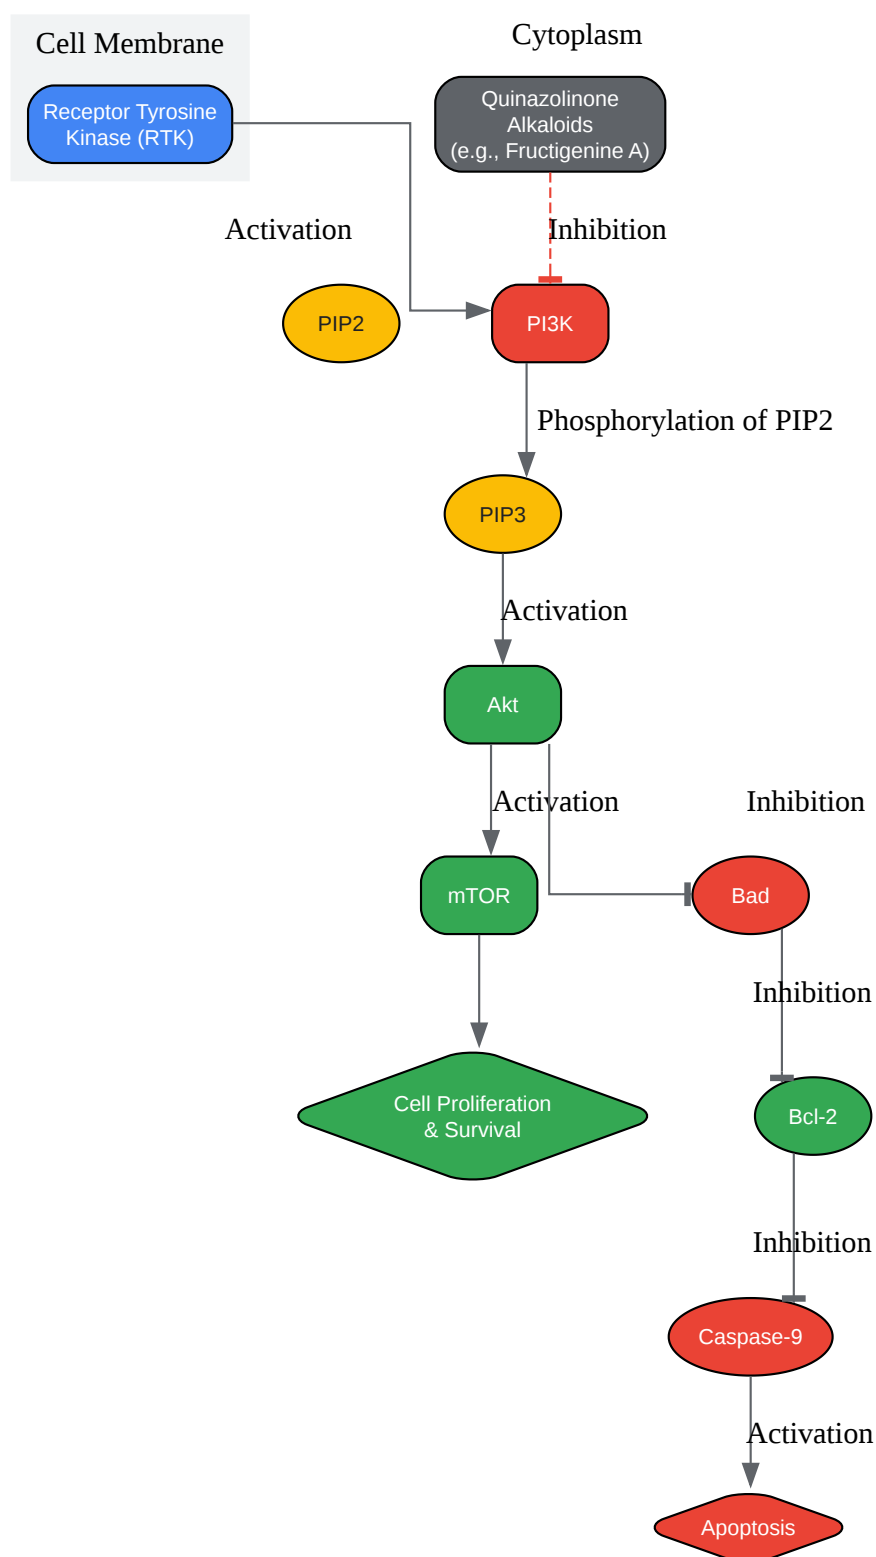 Cell Membrane
Cytoplasm
Receptor Tyrosine
Kinase (RTK)
Quinazolinone
Alkaloids
(e.g., Fructigenine A)
Activation
Inhibition
PIP2
PI3K
Phosphorylation of PIP2
PIP3
Activation
Akt
Activation
Inhibition
mTOR
Bad
Inhibition
Cell Proliferation
& Survival
Bcl-2
Inhibition
Caspase-9
Activation
Apoptosis